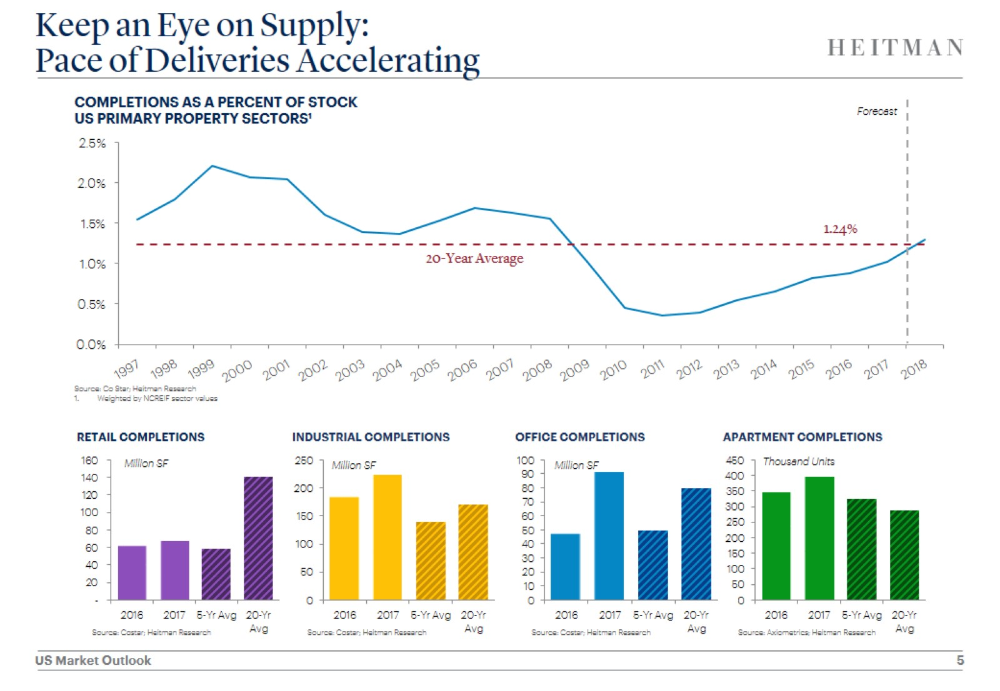 Keep an Eye on Supply:
Pace of Deliveries Accelerating
HEITMAN
COMPLETIONS AS A PERCENT OF STOCK
US PRIMARY PROPERTY SECTORS¹
Forecast
2.5%
2.0%
1.5%
1.0%
0.5%
0.0%
1.24%
20-Year Average
1997 1998 1999 2000 2001 2002 2003 2004 2005 2006 2007 2008 2009 2010 2011 2012 2013 2014 2015 2016 2017 2018
Source: Co Star; Heitman Research
1. Weighted by NCREIF sector values
RETAIL COMPLETIONS
Million SF
160
140
120
100
80
60
40
20
-
2016 2017 5-Yr Avg 20-Yr
Avg
Source: Costar; Heitman Research
INDUSTRIAL COMPLETIONS
Million SF
250
200
150
100
50
0
2016 2017 5-Yr Avg 20-Yr
Avg
Source: Costar; Heitman Research
OFFICE COMPLETIONS
Million SF
100
90
80
70
60
50
40
30
20
10
0
2016 2017 5-Yr Avg 20-Yr
Avg
Source: Costar; Heitman Research
APARTMENT COMPLETIONS
Thousand Units
450
400
350
300
250
200
150
100
50
0
2016 2017 5-Yr Avg 20-Yr
Avg
Source: Axiometrics; Heitman Research
US Market Outlook
5